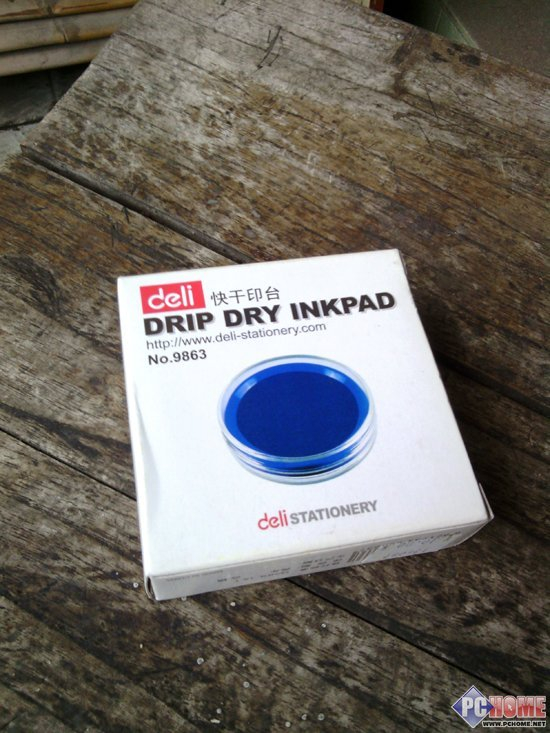 deli 快干印台
DRIP DRY INKPAD
http://www.deli-stationery.com
No.9863
deli STATIONERY
PCHOME
WWW.PCHOME.NET